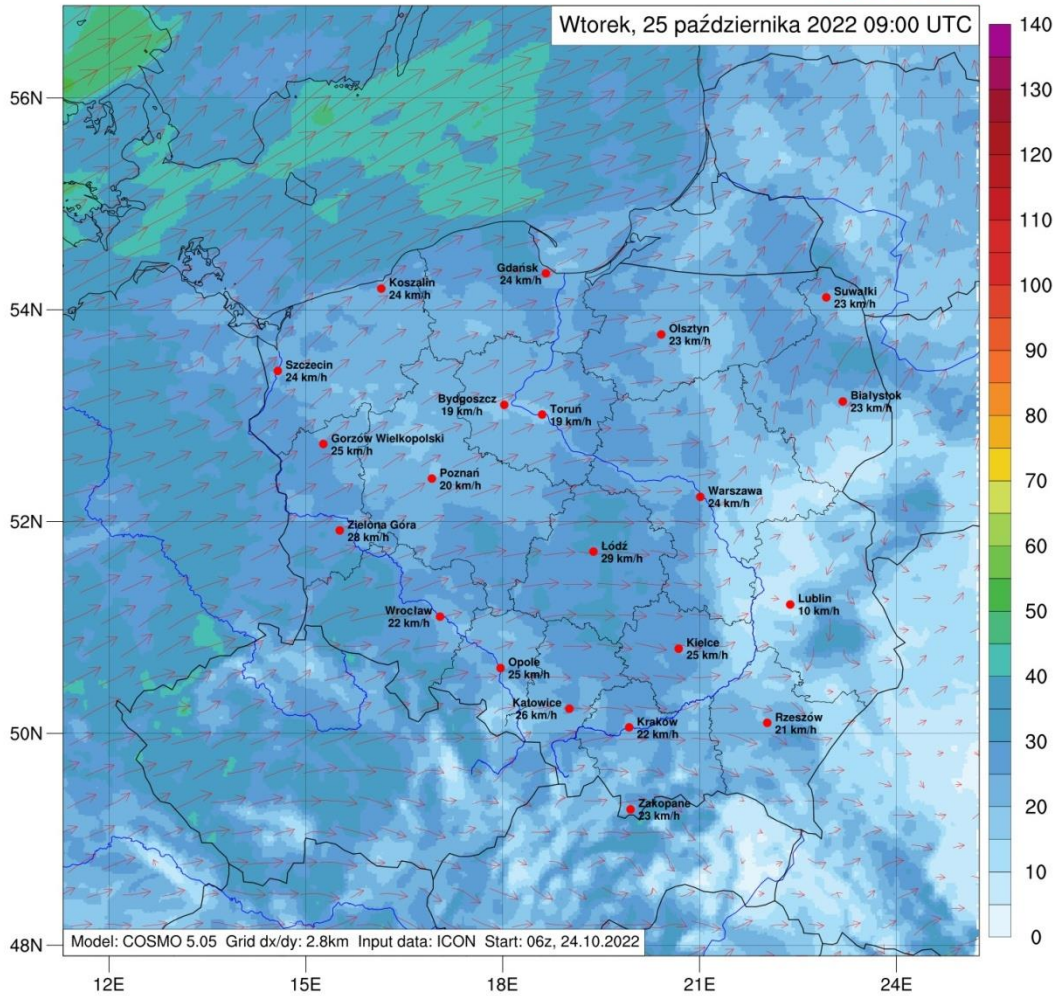 Wtorek, 25 października 2022 09:00 UTC
140
130
120
110
100
90
80
70
60
50
40
30
20
10
0
56N
54N
52N
50N
48N
Gdańsk
24 km/h
Koszalin
24 km/h
Suwałki
23 km/h
Olsztyn
23 km/h
Szczecin
24 km/h
Bydgoszcz
19 km/h
Toruń
19 km/h
Białystok
23 km/h
Gorzów Wielkopolski
25 km/h
Poznań
20 km/h
Warszawa
24 km/h
Zielona Góra
28 km/h
Łódź
29 km/h
Lublin
10 km/h
Wrocław
22 km/h
Kielce
25 km/h
Opole
25 km/h
Katowice
26 km/h
Kraków
22 km/h
Rzeszów
21 km/h
Zakopane
23 km/h
Model: COSMO 5.05 Grid dx/dy: 2.8km Input data: ICON Start: 06z, 24.10.2022
12E
15E
18E
21E
24E